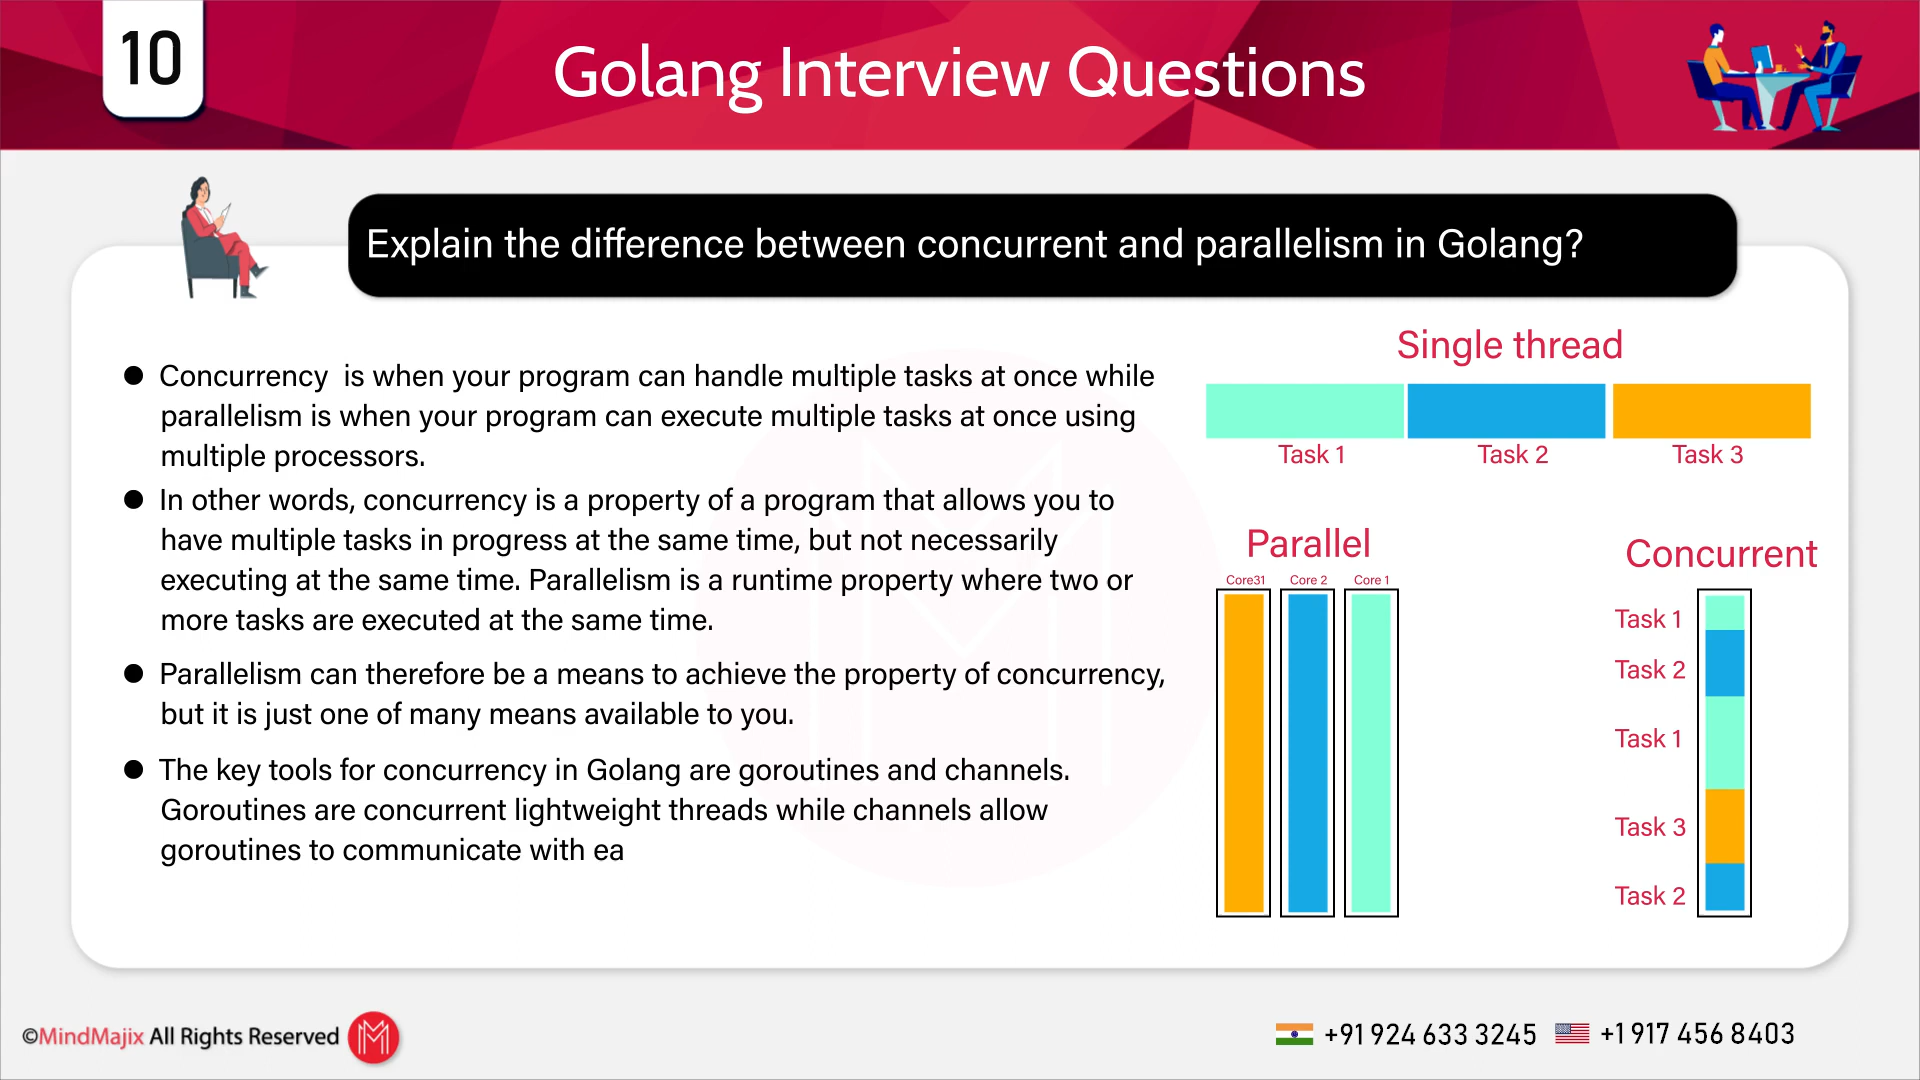 10
Golang Interview Questions
Explain the difference between concurrent and parallelism in Golang?
● Concurrency  is when your program can handle multiple tasks at once while
parallelism is when your program can execute multiple tasks at once using
multiple processors.
● In other words, concurrency is a property of a program that allows you to
have multiple tasks in progress at the same time, but not necessarily
executing at the same time. Parallelism is a runtime property where two or
more tasks are executed at the same time.
● Parallelism can therefore be a means to achieve the property of concurrency,
but it is just one of many means available to you.
● The key tools for concurrency in Golang are goroutines and channels.
Goroutines are concurrent lightweight threads while channels allow
goroutines to communicate with ea
Single thread
Task 1 Task 2 Task 3
Parallel
Core31 Core 2 Core 1
Concurrent
Task 1
Task 2
Task 1
Task 3
Task 2
©MindMajix All Rights Reserved
+91 924 633 3245 +1 917 456 8403